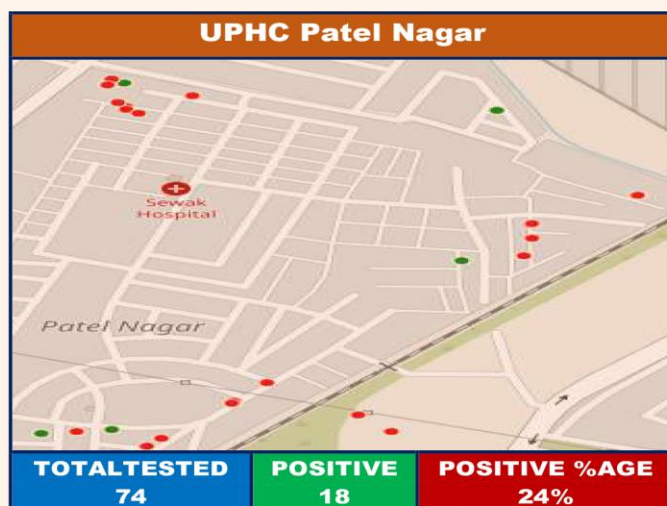 UPHC Patel Nagar
Sewak
Hospital
Patel Nagar
TOTALTESTED
74
POSITIVE
18
POSITIVE %AGE
24%